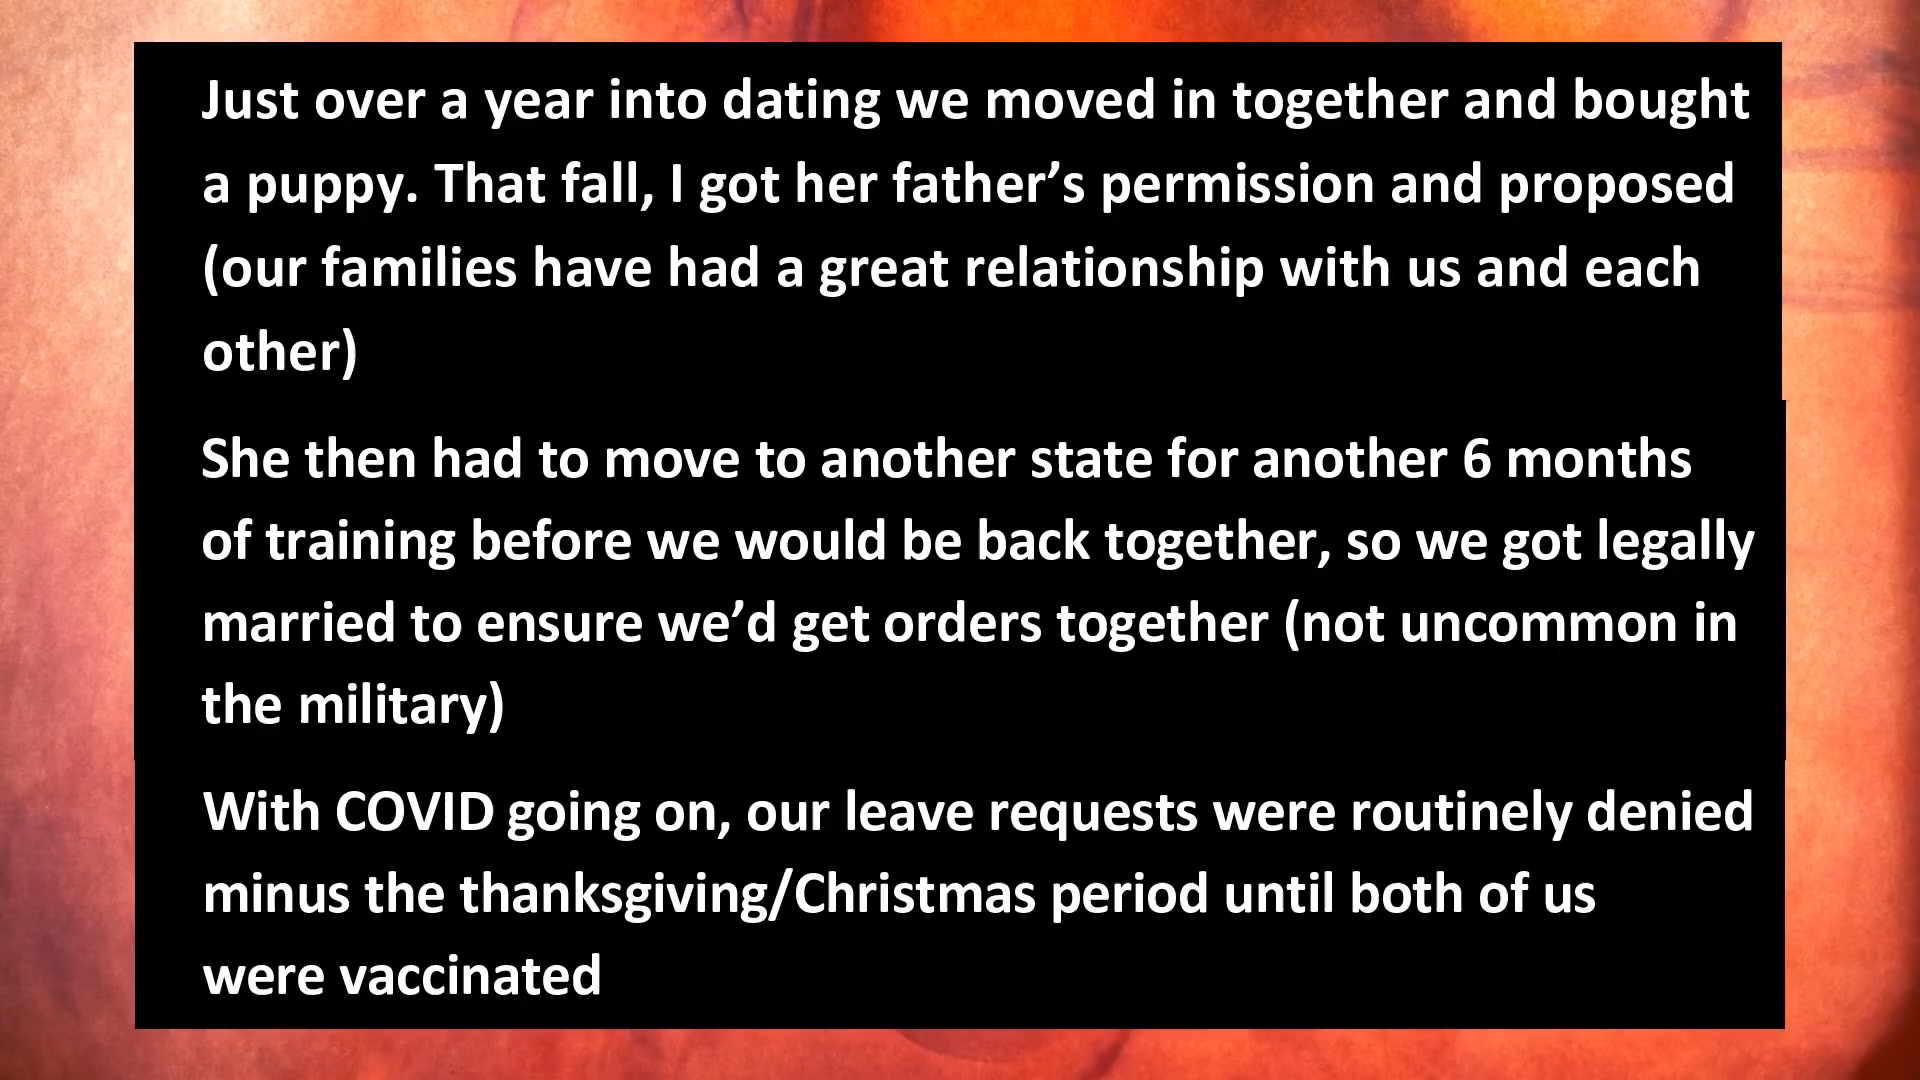 Just over a year into dating we moved in together and bought
a puppy. That fall, I got her father’s permission and proposed
(our families have had a great relationship with us and each
other)
She then had to move to another state for another 6 months
of training before we would be back together, so we got legally
married to ensure we’d get orders together (not uncommon in
the military)
With COVID going on, our leave requests were routinely denied
minus the thanksgiving/Christmas period until both of us
were vaccinated